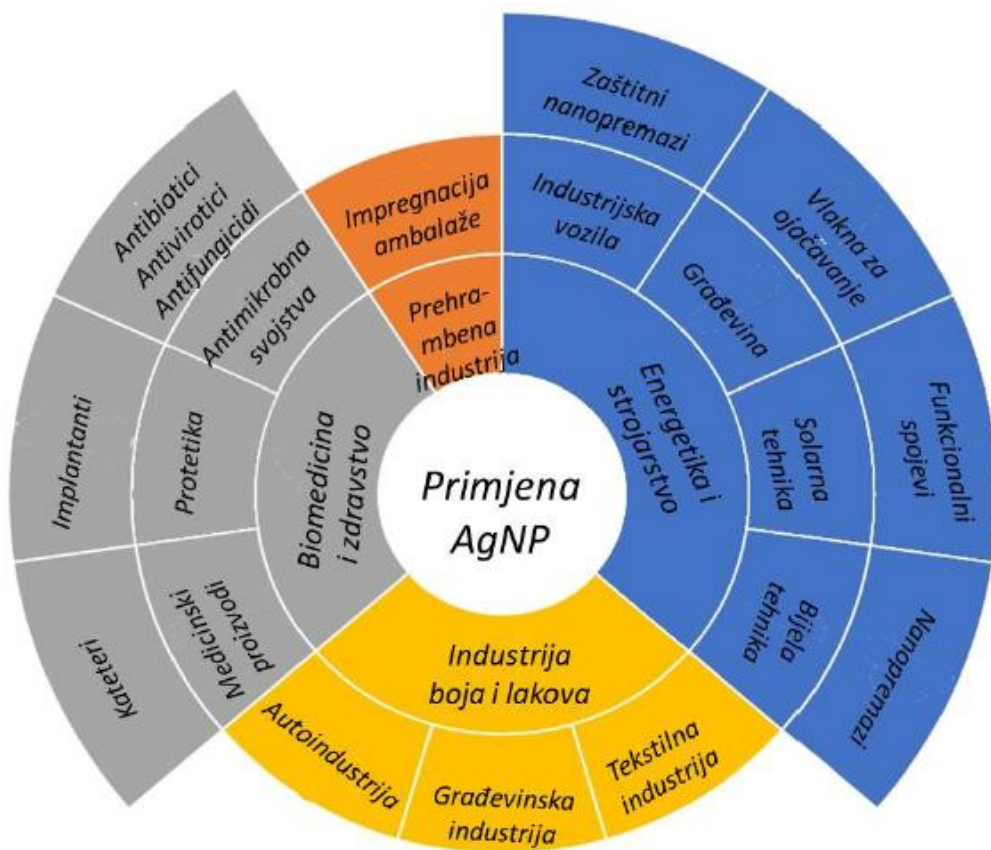 Primjena
AgNP
Energetika i
strojarstvo
Industrijska
vozila
Zaštitni
nanopremazi
Građevina
Vlakna za
ojačavanje
Solarna
tehnika
Funkcionalni
spojevi
Bijela
tehnika
Nanopremazi
Industrija
boja i lakova
Tekstilna
industrija
Građevinska
industrija
Autoindustrija
Biomedicina
i zdravstvo
Medicinski
proizvodi
Kateteri
Protetika
Implantanti
Antimikrobna
svojstva
Antibiotici
Antivirotici
Antifungicidi
Prehra-
mbena
industrija
Impregnacija
ambalaže